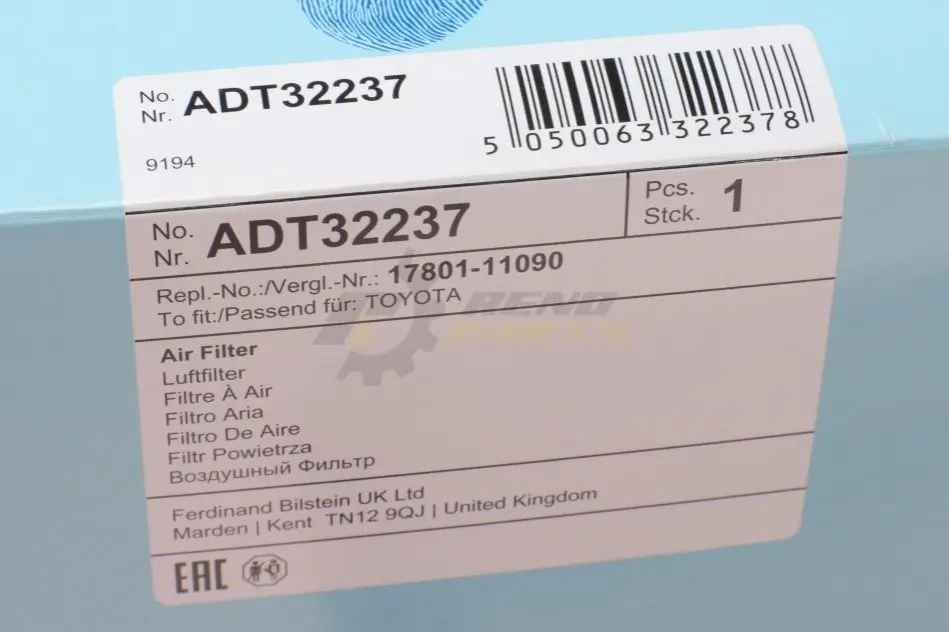 No.
Nr. ADT32237
9194
5 050063 322378
No.
Nr. ADT32237
Pcs.
Stck. 1
Repl.-No.:/Vergl.-Nr.: 17801-11090
To fit:/Passend für: TOYOTA
RENO
PARTS
Air Filter
Luftfilter
Filtre À Air
Filtro Aria
Filtro De Aire
Filtr Powietrza
Воздушный Фильтр
Ferdinand Bilstein UK Ltd
Marden | Kent TN12 9QJ | United Kingdom
EAC